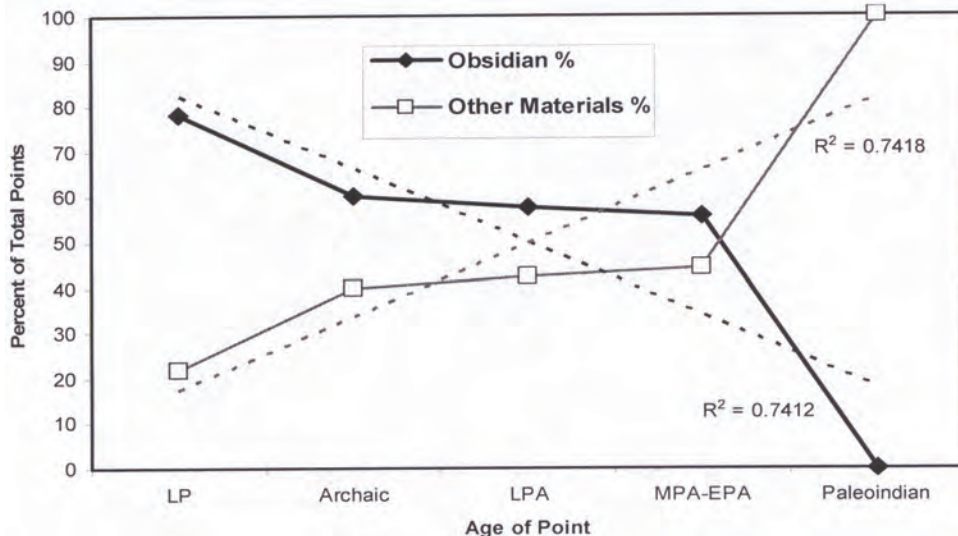 100
90
80
70
60
50
40
30
20
10
0
Percent of Total Points
Obsidian %
Other Materials %
R² = 0.7418
R² = 0.7412
LP Archaic LPA MPA-EPA Paleoindian
Age of Point